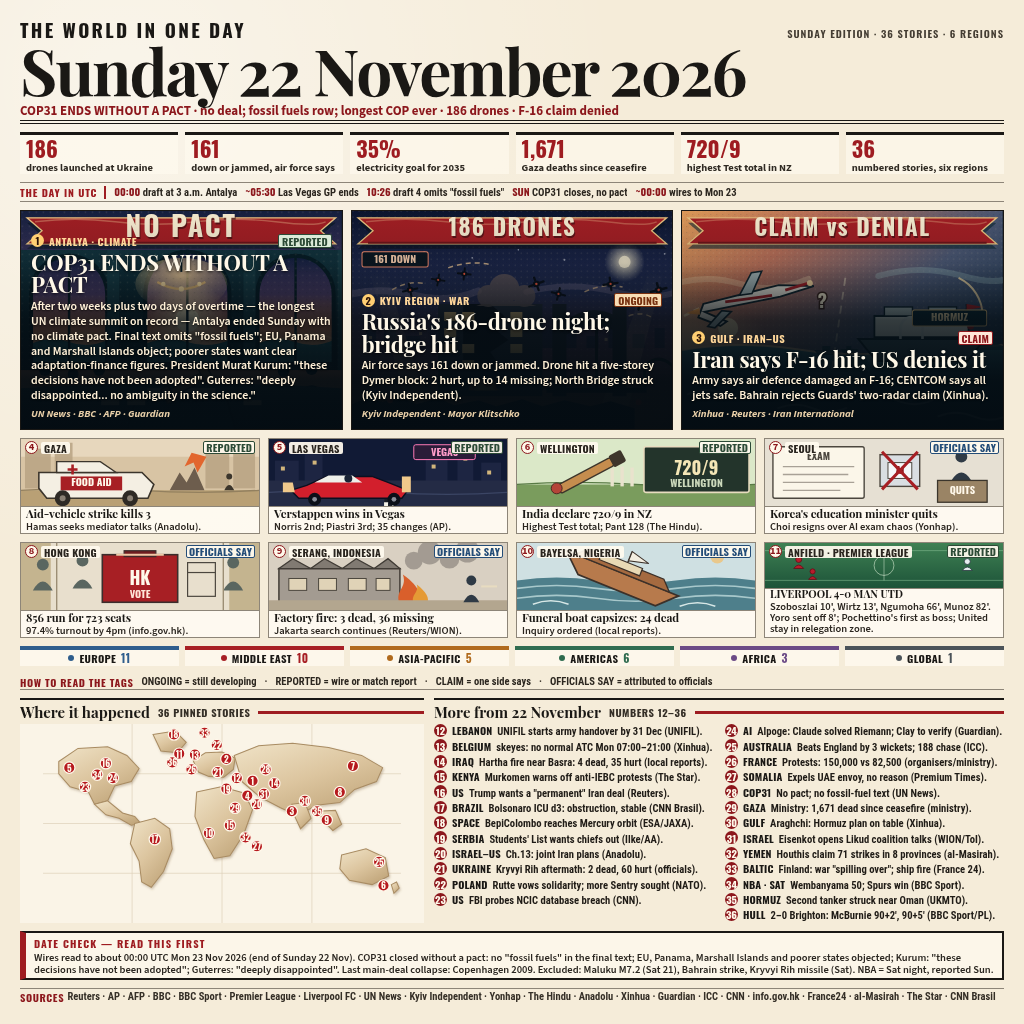 THE WORLD IN ONE DAY
SUNDAY EDITION · 36 STORIES · 6 REGIONS
Sunday 22 November 2026
COP31 ENDS WITHOUT A PACT · no deal; fossil fuels row; longest COP ever · 186 drones · F-16 claim denied
186
drones launched at Ukraine
161
down or jammed, air force says
35%
electricity goal for 2035
1,671
Gaza deaths since ceasefire
720/9
highest Test total in NZ
36
numbered stories, six regions
THE DAY IN UTC 00:00 draft at 3 a.m. Antalya ~05:30 Las Vegas GP ends 10:26 draft 4 omits "fossil fuels" SUN COP31 closes, no pact ~00:00 wires to Mon 23
NO PACT
1 ANTALYA · CLIMATE REPORTED
COP31 ENDS WITHOUT A
PACT
After two weeks plus two days of overtime — the longest
UN climate summit on record — Antalya ended Sunday with
no climate pact. Final text omits "fossil fuels"; EU, Panama
and Marshall Islands object; poorer states want clear
adaptation-finance figures. President Murat Kurum: "these
decisions have not been adopted". Guterres: "deeply
disappointed... no ambiguity in the science."
UN News · BBC · AFP · Guardian
186 DRONES
161 DOWN
2 KYIV REGION · WAR ONGOING
Russia's 186-drone night;
bridge hit
Air force says 161 down or jammed. Drone hit a five-storey
Dymer block: 2 hurt, up to 14 missing; North Bridge struck
(Kyiv Independent).
Kyiv Independent · Mayor Klitschko
CLAIM vs DENIAL
?
HORMUZ
3 GULF · IRAN–US CLAIM
Iran says F-16 hit; US denies it
Army says air defence damaged an F-16; CENTCOM says all
jets safe. Bahrain rejects Guards' two-radar claim (Xinhua).
Xinhua · Reuters · Iran International
4 GAZA REPORTED
FOOD AID
Aid-vehicle strike kills 3
Hamas seeks mediator talks (Anadolu).
5 LAS VEGAS REPORTED
VEGAS
Verstappen wins in Vegas
Norris 2nd; Piastri 3rd; 35 changes (AP).
6 WELLINGTON REPORTED
720/9
WELLINGTON
India declare 720/9 in NZ
Highest Test total; Pant 128 (The Hindu).
7 SEOUL OFFICIALS SAY
EXAM
QUITS
Korea's education minister quits
Choi resigns over AI exam chaos (Yonhap).
8 HONG KONG OFFICIALS SAY
HK
VOTE
856 run for 723 seats
97.4% turnout by 4pm (info.gov.hk).
9 SERANG, INDONESIA OFFICIALS SAY
Factory fire: 3 dead, 36 missing
Jakarta search continues (Reuters/WION).
10 BAYELSA, NIGERIA OFFICIALS SAY
Funeral boat capsizes: 24 dead
Inquiry ordered (local reports).
11 ANFIELD · PREMIER LEAGUE REPORTED
LIVERPOOL 4-0 MAN UTD
Szoboszlai 10', Wirtz 13', Ngumoha 66', Munoz 82'.
Yoro sent off 8'; Pochettino's first as boss; United
stay in relegation zone.
EUROPE 11
MIDDLE EAST 10
ASIA-PACIFIC 5
AMERICAS 6
AFRICA 3
GLOBAL 1
HOW TO READ THE TAGS ONGOING = still developing · REPORTED = wire or match report · CLAIM = one side says · OFFICIALS SAY = attributed to officials
Where it happened 36 PINNED STORIES
More from 22 November NUMBERS 12–36
12 LEBANON UNIFIL starts army handover by 31 Dec (UNIFIL).
13 BELGIUM skeyes: no normal ATC Mon 07:00–21:00 (Xinhua).
14 IRAQ Hartha fire near Basra: 4 dead, 35 hurt (local reports).
15 KENYA Murkomen warns off anti-IEBC protests (The Star).
16 US Trump wants a "permanent" Iran deal (Reuters).
17 BRAZIL Bolsonaro ICU d3: obstruction, stable (CNN Brasil).
18 SPACE BepiColombo reaches Mercury orbit (ESA/JAXA).
19 SERBIA Students' List wants chiefs out (Ilke/AA).
20 ISRAEL–US Ch.13: joint Iran plans (Anadolu).
21 UKRAINE Kryvyi Rih aftermath: 2 dead, 60 hurt (officials).
22 POLAND Rutte vows solidarity; more Sentry sought (NATO).
23 US FBI probes NCIC database breach (CNN).
24 AI Alpoge: Claude solved Riemann; Clay to verify (Guardian).
25 AUSTRALIA Beats England by 3 wickets; 188 chase (ICC).
26 FRANCE Protests: 150,000 vs 82,500 (organisers/ministry).
27 SOMALIA Expels UAE envoy, no reason (Premium Times).
28 COP31 No pact; no fossil-fuel text (UN News).
29 GAZA Ministry: 1,671 dead since ceasefire (ministry).
30 GULF Araghchi: Hormuz plan on table (Xinhua).
31 ISRAEL Eisenkot opens Likud coalition talks (WION/ToI).
32 YEMEN Houthis claim 71 strikes in 8 provinces (al-Masirah).
33 BALTIC Finland: war "spilling over"; ship fire (France 24).
34 NBA · SAT Wembanyama 50; Spurs win (BBC Sport).
35 HORMUZ Second tanker struck near Oman (UKMTO).
36 HULL 2–0 Brighton: McBurnie 90+2', 90+5' (BBC Sport/PL).
DATE CHECK — READ THIS FIRST
Wires read to about 00:00 UTC Mon 23 Nov 2026 (end of Sunday 22 Nov). COP31 closed without a pact: no "fossil fuels" in the final text; EU, Panama, Marshall Islands and poorer states objected; Kurum: "these
decisions have not been adopted"; Guterres: "deeply disappointed". Last main-deal collapse: Copenhagen 2009. Excluded: Maluku M7.2 (Sat 21), Bahrain strike, Kryvyi Rih missile (Sat). NBA = Sat night, reported Sun.
SOURCES Reuters · AP · AFP · BBC · BBC Sport · Premier League · Liverpool FC · UN News · Kyiv Independent · Yonhap · The Hindu · Anadolu · Xinhua · Guardian · ICC · CNN · info.gov.hk · France24 · al-Masirah · The Star · CNN Brasil